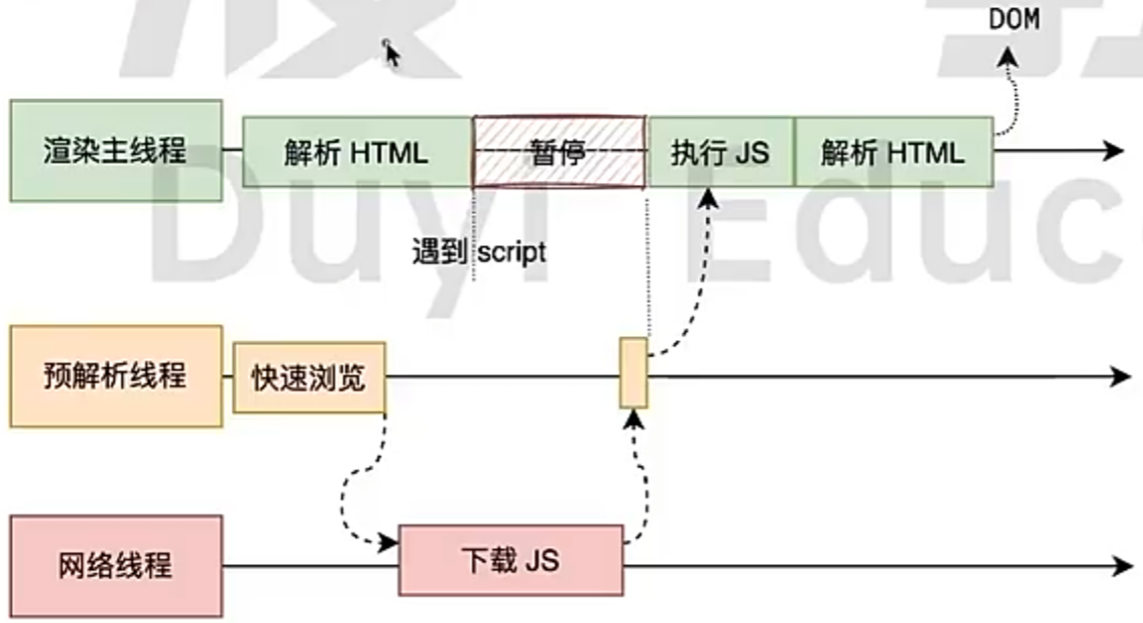 DOM
渲染主线程
解析 HTML
暂停
执行 JS
解析 HTML
Duyi Educ
遇到 script
预解析线程
快速浏览
网络线程
下载 JS